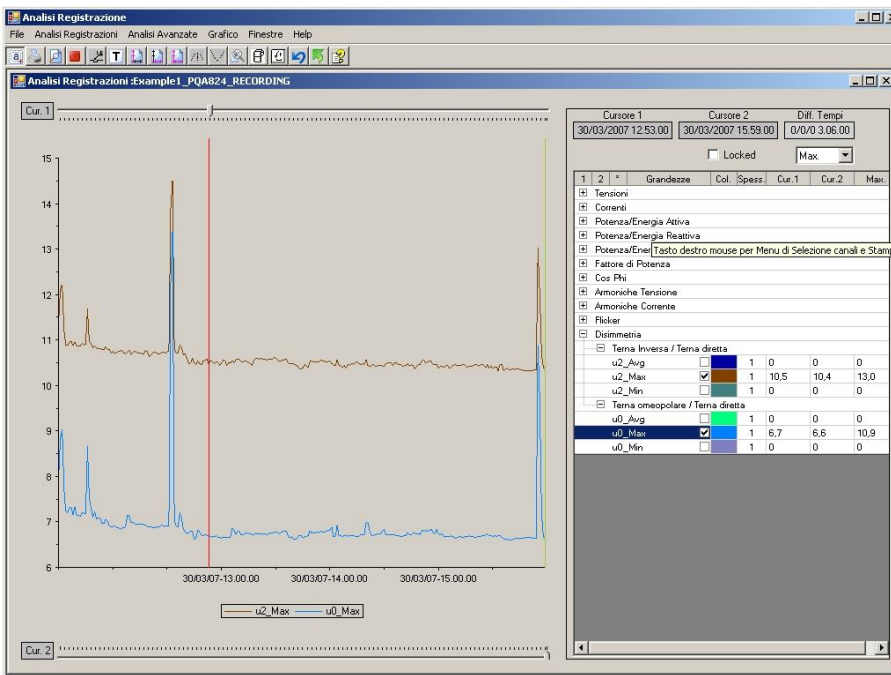 Analisi Registrazione
File Analisi Registrazioni Analisi Avanzate Grafico Finestre Help
Analisi Registrazioni :Example1_PQA824_RECORDING
Cur. 1
15
14
13
12
11
10
9
8
7
6
30/03/07-13.00.00 30/03/07-14.00.00 30/03/07-15.00.00
u2_Max u0_Max
Cur. 2
Cursore 1 Cursore 2 Diff. Tempi
30/03/2007 12.53.00 30/03/2007 15.59.00 0/0/0 3.06.00
Locked Max.
1 2 * Grandezze Col. Spess. Cur.1 Cur.2 Max.
Tensioni
Correnti
Potenza/Energia Attiva
Potenza/Energia Reattiva
Potenza/Ener Tasto destro mouse per Menu di Selezione canali e Stamp
Fattore di Potenza
Cos Phi
Armoniche Tensione
Armoniche Corrente
Flicker
Disimmetria
Terna Inversa / Terna diretta
u2_Avg 1 0 0 0
u2_Max 1 10,5 10,4 13,0
u2_Min 1 0 0 0
Terna omeopolare / Terna diretta
u0_Avg 1 0 0 0
u0_Max 1 6,7 6,6 10,9
u0_Min 1 0 0 0